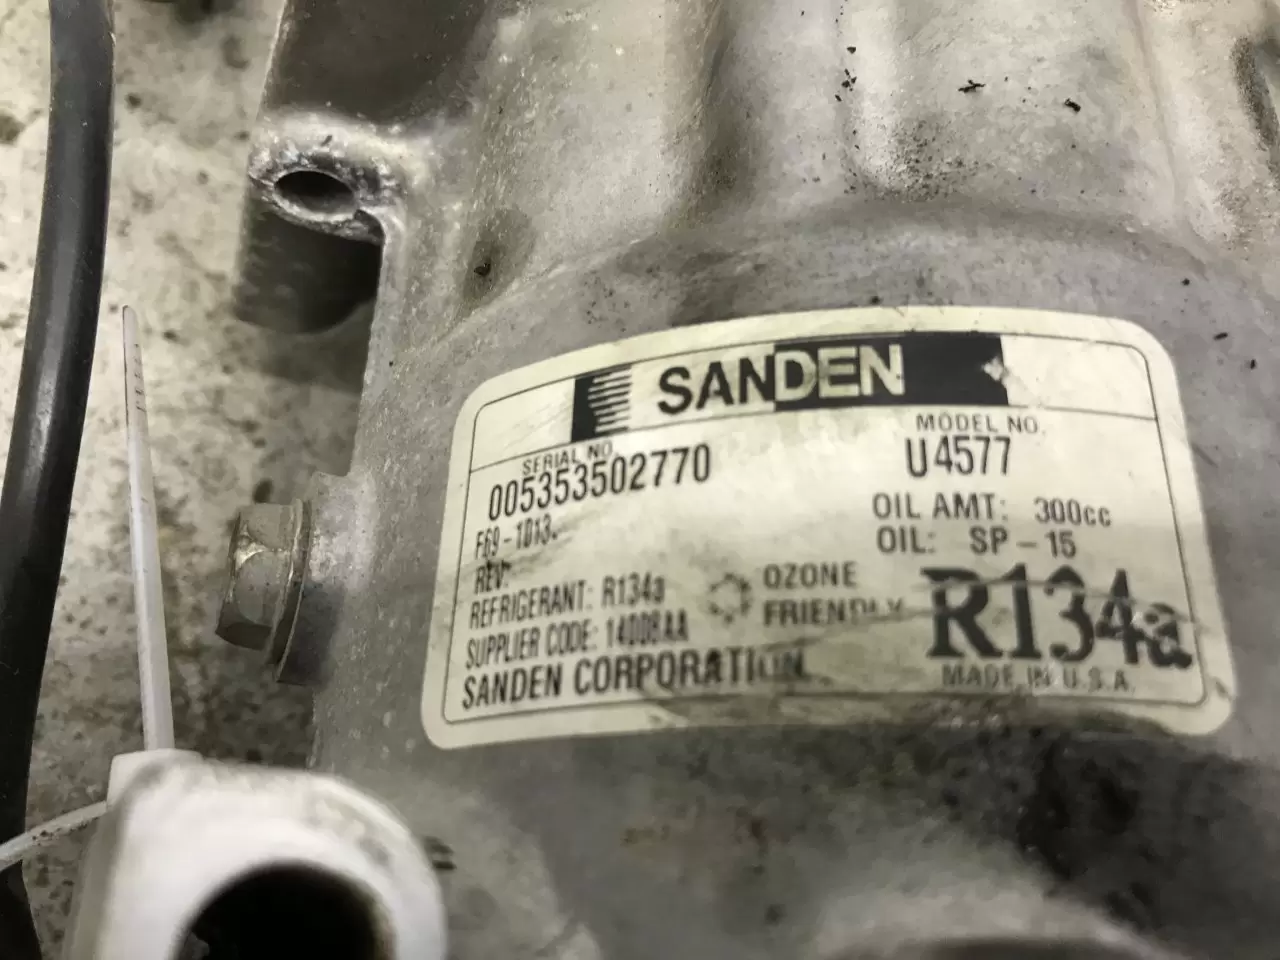 SANDEN
SERIAL NO.
005353502770
MODEL NO.
U4577
F69-1013
REV:
OIL AMT: 300cc
OIL: SP-15
REFRIGERANT: R134a
OZONE
FRIENDLY
R134a
SUPPLIER CODE: 14008AA
SANDEN CORPORATION
MADE IN U.S.A.